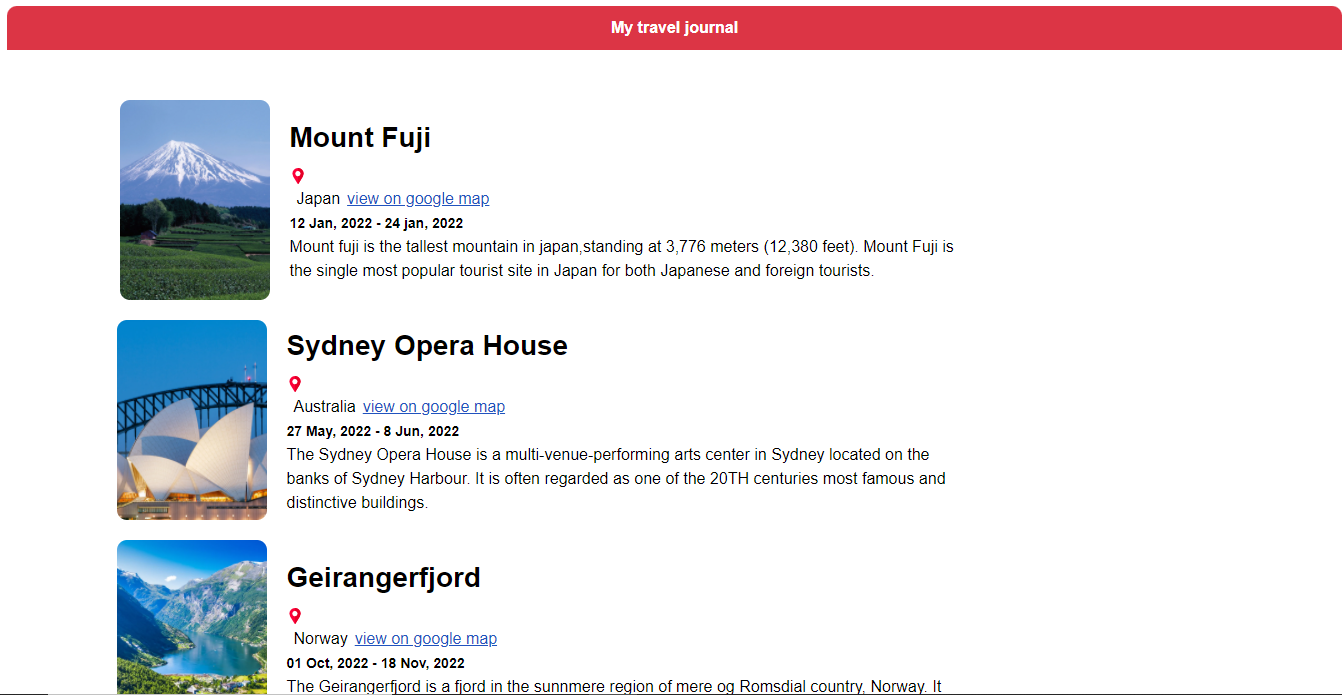 My travel journal
Mount Fuji
Japan view on google map
12 Jan, 2022 - 24 jan, 2022
Mount fuji is the tallest mountain in japan,standing at 3,776 meters (12,380 feet). Mount Fuji is
the single most popular tourist site in Japan for both Japanese and foreign tourists.
Sydney Opera House
Australia view on google map
27 May, 2022 - 8 Jun, 2022
The Sydney Opera House is a multi-venue-performing arts center in Sydney located on the
banks of Sydney Harbour. It is often regarded as one of the 20TH centuries most famous and
distinctive buildings.
Geirangerfjord
Norway view on google map
01 Oct, 2022 - 18 Nov, 2022
The Geirangerfjord is a fjord in the sunnmere region of mere og Romsdial country, Norway. It